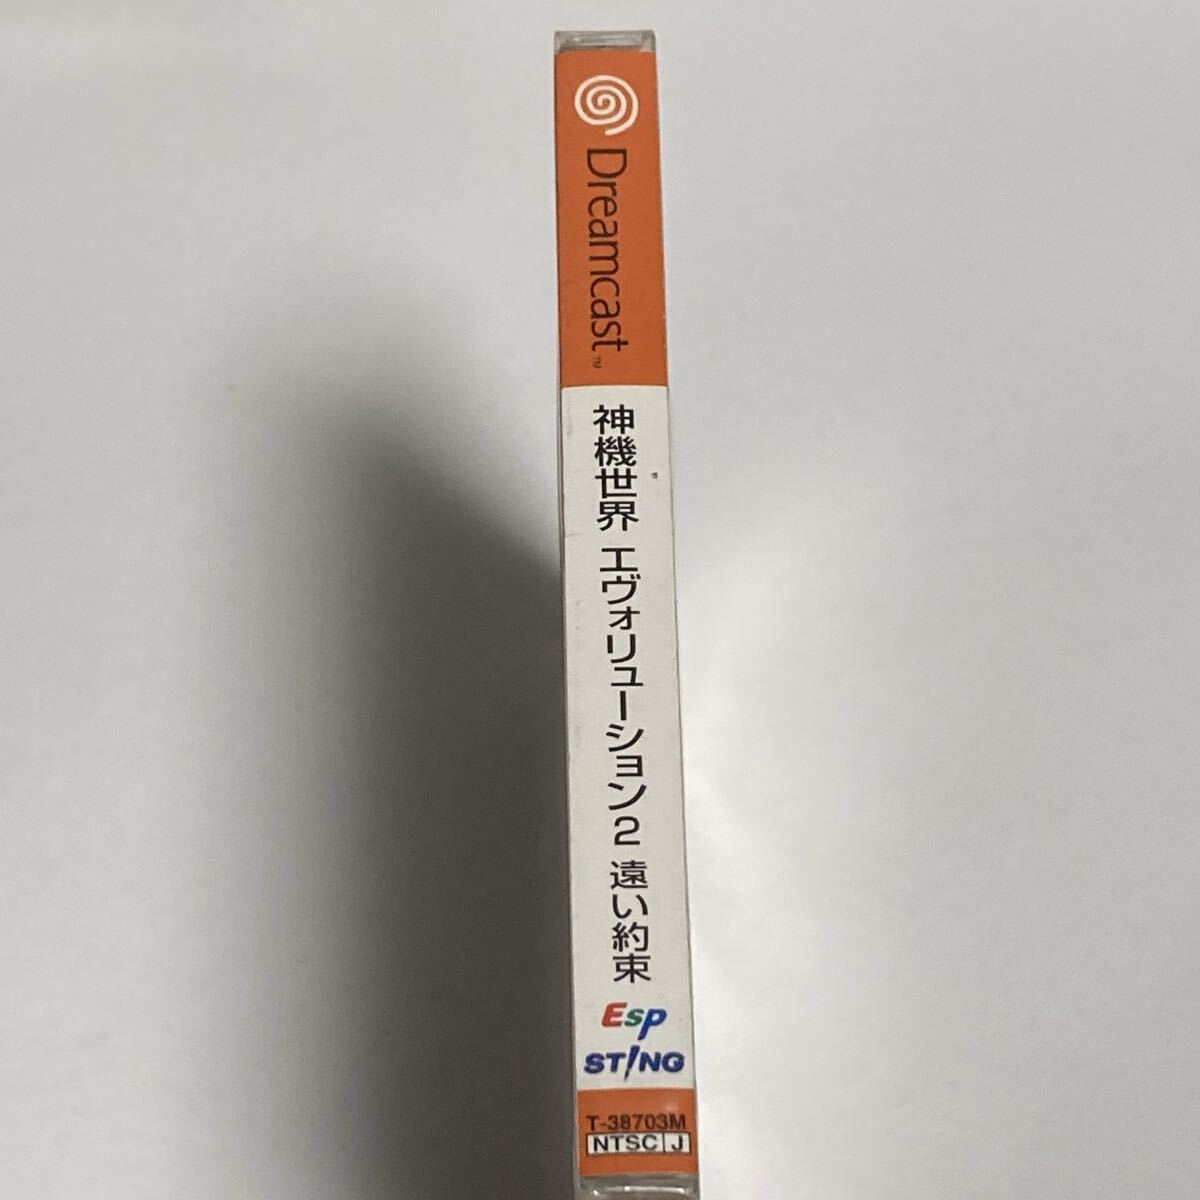 Dreamcast™
神機世界 エヴォリューション2 遠い約束
Esp
STING
T-38703M
NTSC J